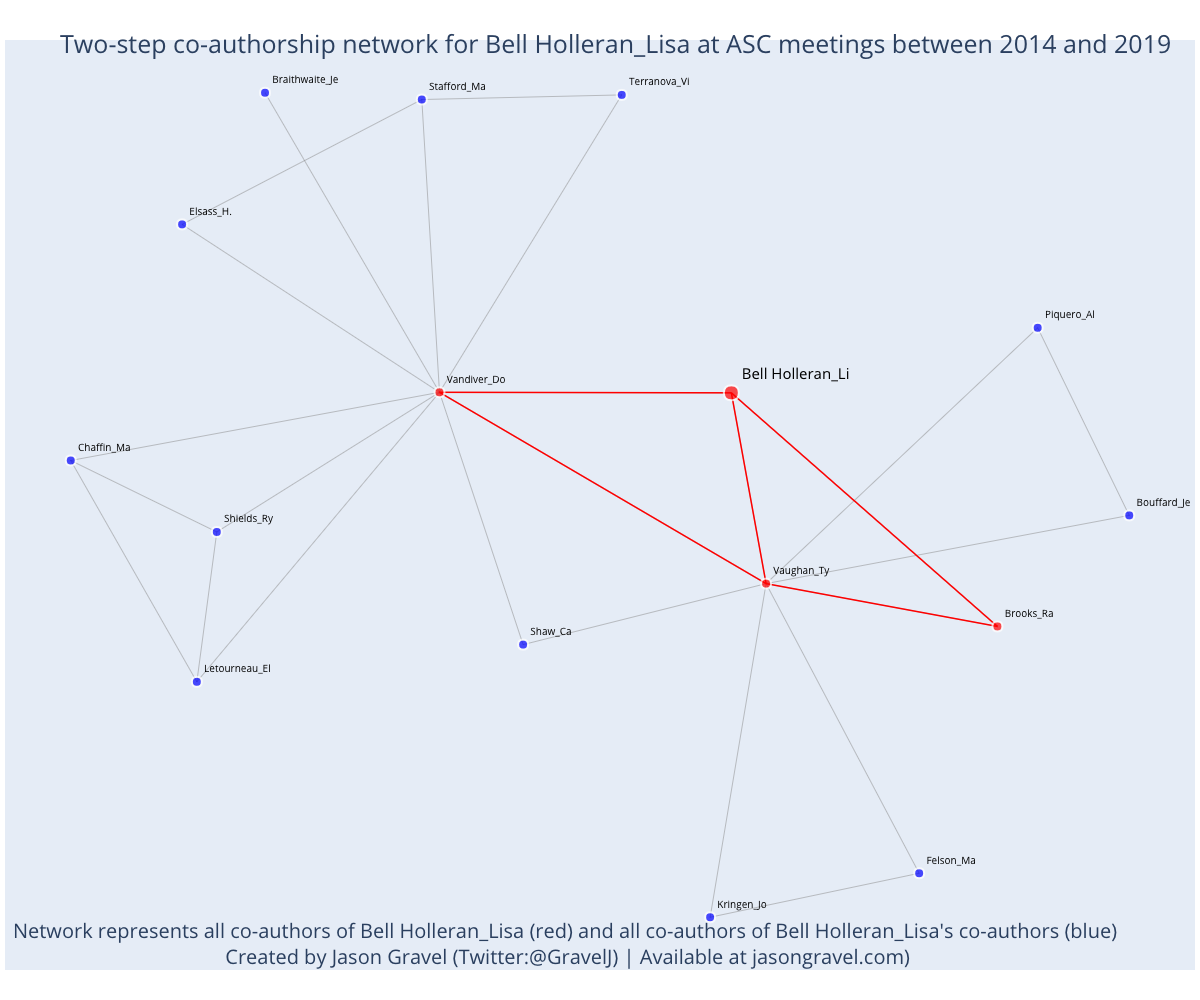 Two-step co-authorship network for Bell Holleran_Lisa at ASC meetings between 2014 and 2019
Braithwaite_Je
Stafford_Ma
Terranova_Vi
Elsass_H.
Piquero_Al
Vandiver_Do
Bell Holleran_Li
Chaffin_Ma
Shields_Ry
Bouffard_Je
Vaughan_Ty
Brooks_Ra
Shaw_Ca
Letourneau_El
Felson_Ma
Kringen_Jo
Network represents all co-authors of Bell Holleran_Lisa (red) and all co-authors of Bell Holleran_Lisa's co-authors (blue)
Created by Jason Gravel (Twitter:@GravelJ) | Available at jasongravel.com)